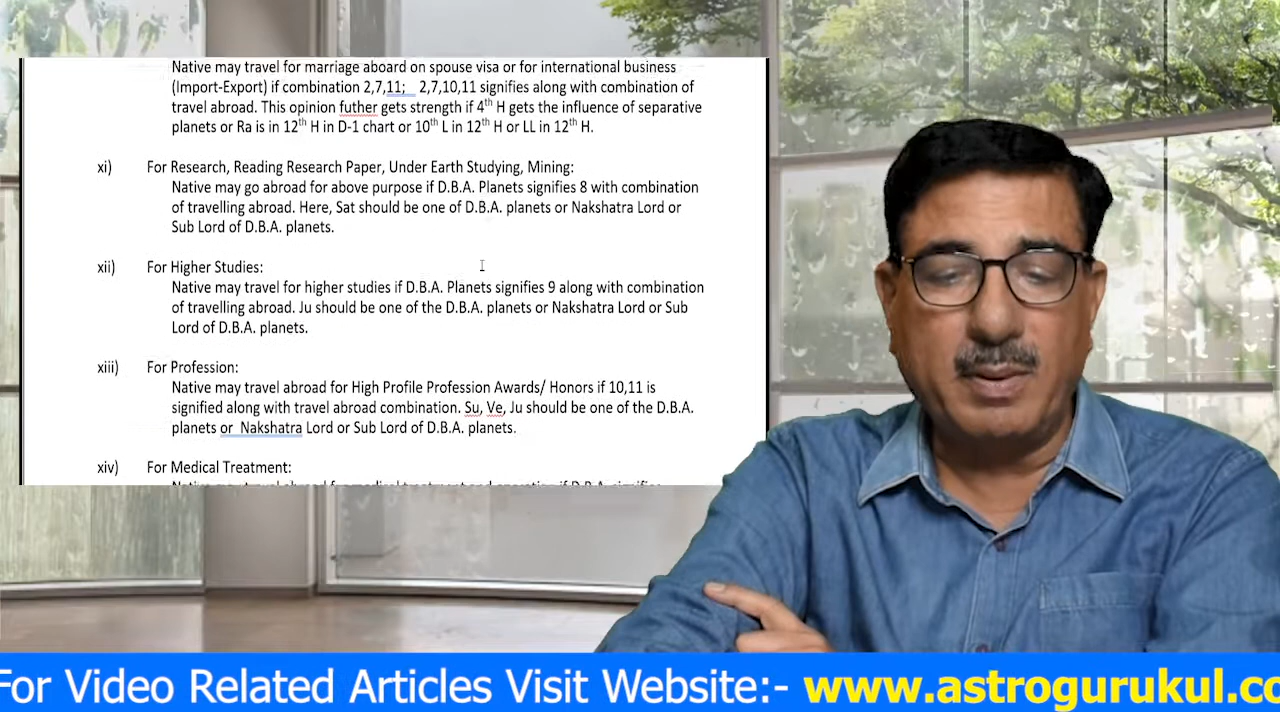 Native may travel for marriage aboard on spouse visa or for international business
(Import-Export) if combination 2,7,11;   2,7,10,11 signifies along with combination of
travel abroad. This opinion futher gets strength if 4th H gets the influence of separative
planets or Ra is in 12th H in D-1 chart or 10th L in 12th H or LL in 12th H.
xi) For Research, Reading Research Paper, Under Earth Studying, Mining:
Native may go abroad for above purpose if D.B.A. Planets signifies 8 with combination
of travelling abroad. Here, Sat should be one of D.B.A. planets or Nakshatra Lord or
Sub Lord of D.B.A. planets.
xii) For Higher Studies:
Native may travel for higher studies if D.B.A. Planets signifies 9 along with combination
of travelling abroad. Ju should be one of the D.B.A. planets or Nakshatra Lord or Sub
Lord of D.B.A. planets.
xiii) For Profession:
Native may travel abroad for High Profile Profession Awards/ Honors if 10,11 is
signified along with travel abroad combination. Su, Ve, Ju should be one of the D.B.A.
planets or  Nakshatra Lord or Sub Lord of D.B.A. planets.
xiv) For Medical Treatment:
For Video Related Articles Visit Website:- www.astrogurukul.co